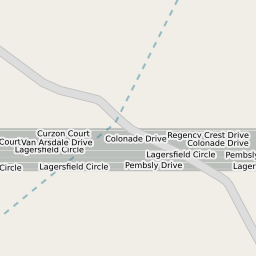 Curzon Court
Regency Crest Drive
Colonade Drive
Court
Van Arsdale Drive
Colonade Drive
Lagersfield Circle
Lagersfield Circle
Pembsly
Circle
Lagersfield Circle
Pembsly Drive
Lager